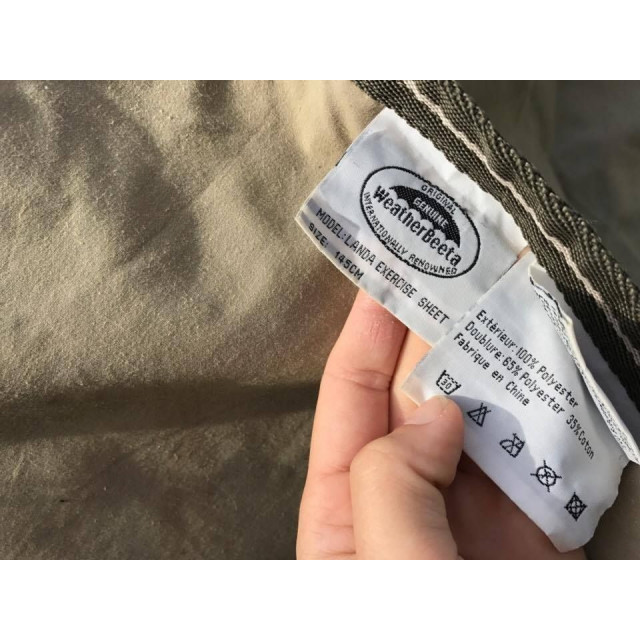 ORIGINAL
GENUINE
WeatherBeeta
INTERNATIONALLY RENOWNED
MODEL: LANDA EXERCISE SHEET
SIZE: 145CM
Extérieur: 100% Polyester
Doublure: 65% Polyester 35% Coton
Fabrique en Chine
30